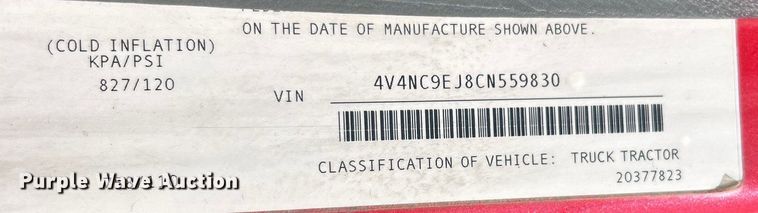 ON THE DATE OF MANUFACTURE SHOWN ABOVE.
(COLD INFLATION)
KPA/PSI
827/120
VIN 4V4NC9EJ8CN559830
CLASSIFICATION OF VEHICLE: TRUCK TRACTOR
20377823
Purple Wave Auction